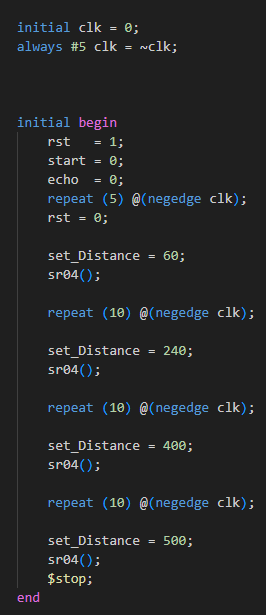 initial clk = 0;
always #5 clk = ~clk;
initial begin
    rst   = 1;
    start = 0;
    echo  = 0;
    repeat (5) @(negedge clk);
    rst = 0;
    set_Distance = 60;
    sr04();
    repeat (10) @(negedge clk);
    set_Distance = 240;
    sr04();
    repeat (10) @(negedge clk);
    set_Distance = 400;
    sr04();
    repeat (10) @(negedge clk);
    set_Distance = 500;
    sr04();
    $stop;
end